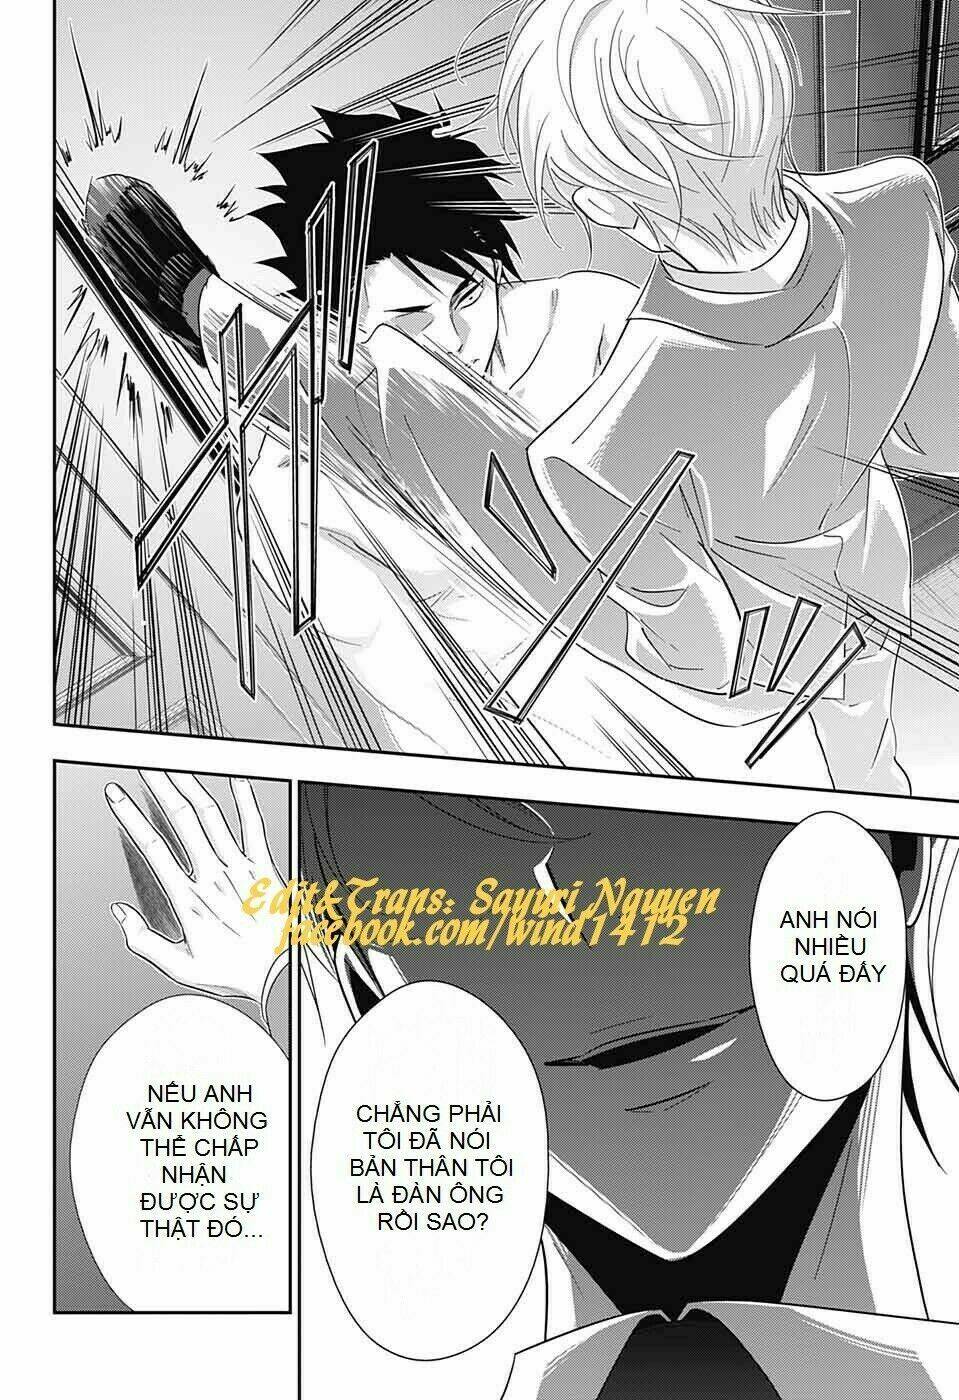 ANH NÓI
NHIỀU
QUÁ ĐẤY
CHẲNG PHẢI
TÔI ĐÃ NÓI
BẢN THÂN TÔI
LÀ ĐÀN ÔNG
RỒI SAO?
NẾU ANH
VẪN KHÔNG
THỂ CHẤP
NHẬN
ĐƯỢC SỰ
THẬT ĐÓ...
Edit&Trans: Sayuri Nguyen
facebook.com/wind1412